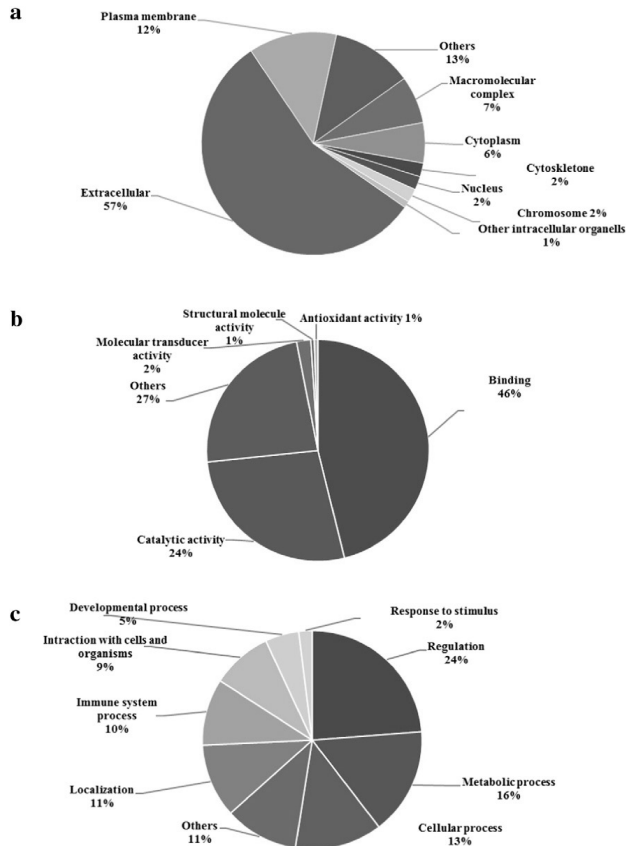 a
Plasma membrane
12%
Others
13%
Macromolecular
complex
7%
Cytoplasm
6%
Cytoskletone
2%
Nucleus
2%
Chromosome 2%
Other intracellular organells
1%
Extracellular
57%
b
Structural molecule
activity
1%
Antioxidant activity 1%
Molecular transducer
activity
2%
Others
27%
Binding
46%
Catalytic activity
24%
c
Developmental process
5%
Response to stimulus
2%
Intraction with cells and
organisms
9%
Regulation
24%
Immune system
process
10%
Localization
11%
Metabolic process
16%
Others
11%
Cellular process
13%